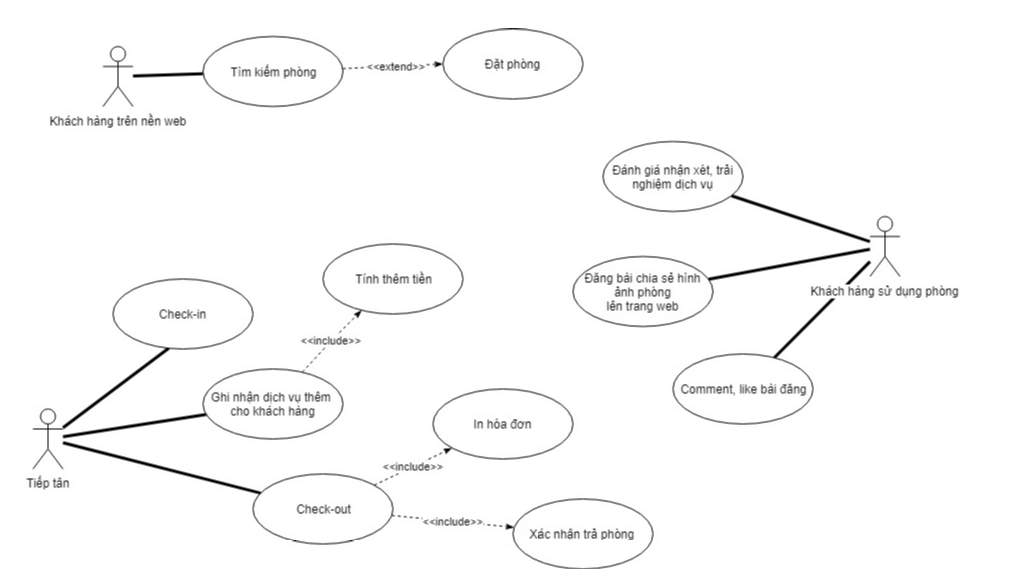 Tìm kiếm phòng
<<extend>>
Đặt phòng
Khách hàng trên nền web
Đánh giá nhận xét, trải
nghiệm dịch vụ
Đăng bài chia sẻ hình
ảnh phòng
lên trang web
Khách hàng sử dụng phòng
Comment, like bài đăng
Tính thêm tiền
Check-in
<<include>>
Ghi nhận dịch vụ thêm
cho khách hàng
In hóa đơn
<<include>>
Tiếp tân
Check-out
<<include>>
Xác nhận trả phòng